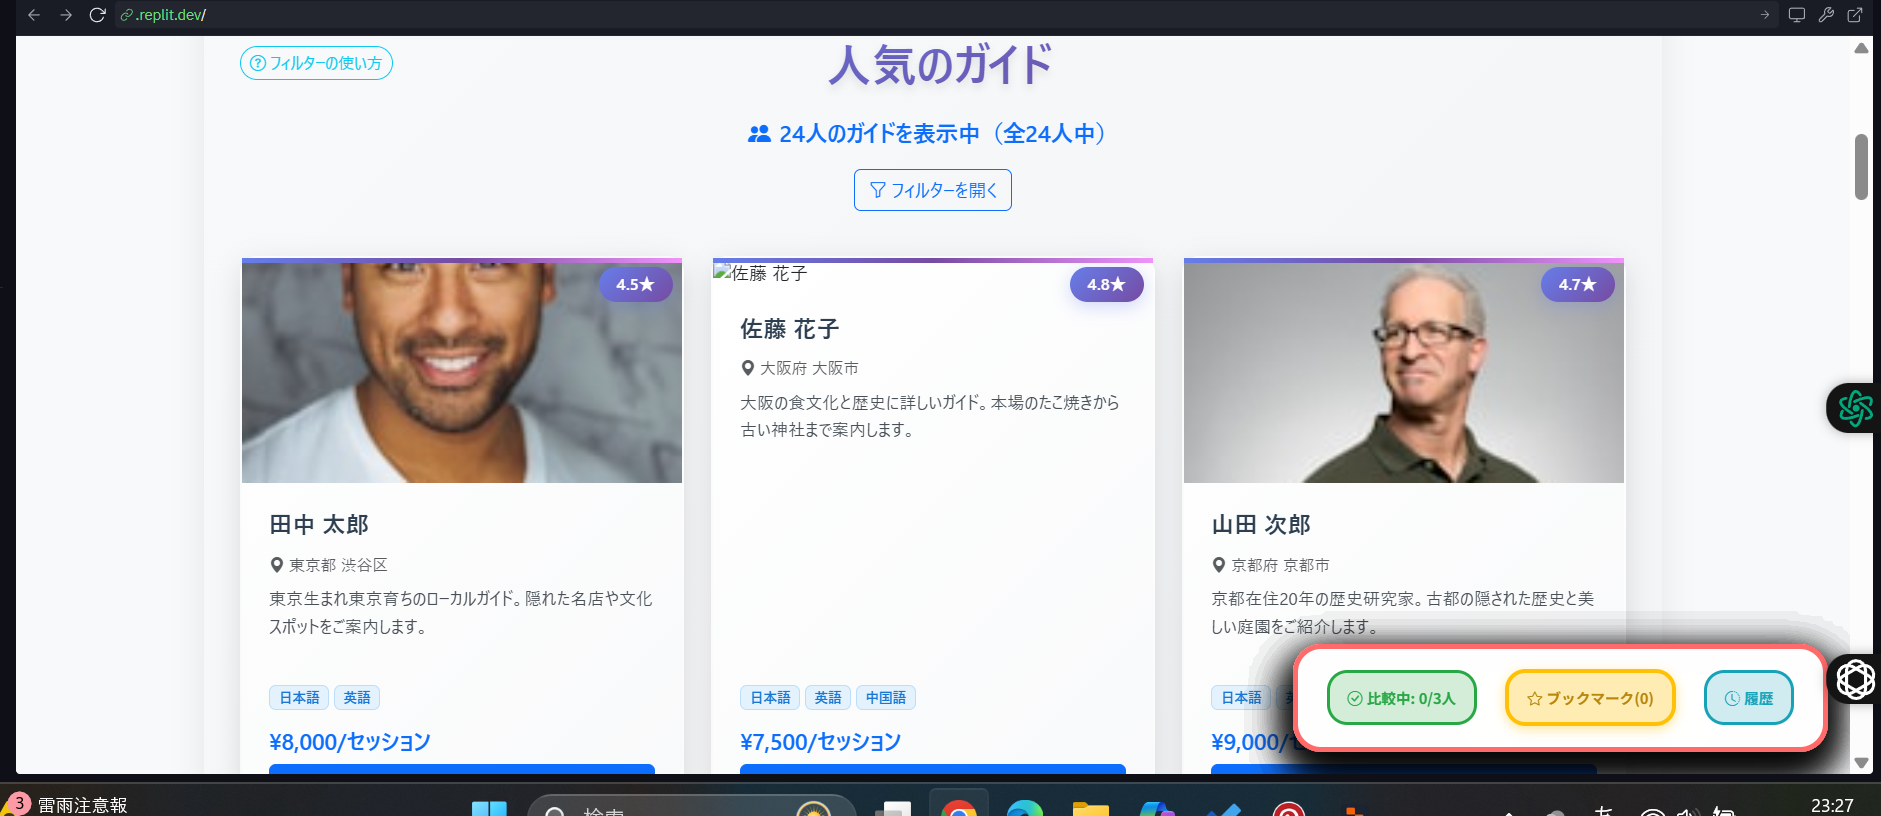 .replit.dev/
フィルターの使い方
人気のガイド
24人のガイドを表示中（全24人中）
フィルターを開く
4.5★
佐藤 花子
4.8★
4.7★
佐藤 花子
大阪府 大阪市
大阪の食文化と歴史に詳しいガイド。本場のたこ焼きから
古い神社まで案内します。
田中 太郎
東京都 渋谷区
東京生まれ東京育ちのローカルガイド。隠れた名店や文化
スポットをご案内します。
山田 次郎
京都府 京都市
京都在住20年の歴史研究家。古都の隠された歴史と美
しい庭園をご紹介します。
日本語 英語
日本語 英語 中国語
日本語
¥8,000/セッション
¥7,500/セッション
¥9,000/
比較中: 0/3人
ブックマーク(0)
履歴
3
雷雨注意報
検索
あ
23:27